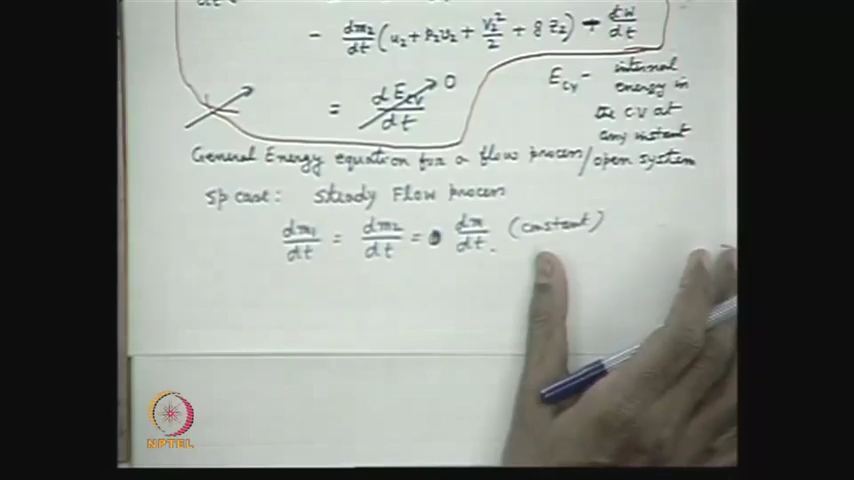 - dm₂/dt (u₂ + p₂v₂ + V₂²/2 + g z₂) + dW/dt
= dE_CV/dt 0
E_CV - internal energy in the CV at any instant
General Energy equation for a flow process/open system
Sp case: Steady Flow process
dm₁/dt = dm₂/dt = dm/dt. (constant)
NPTEL